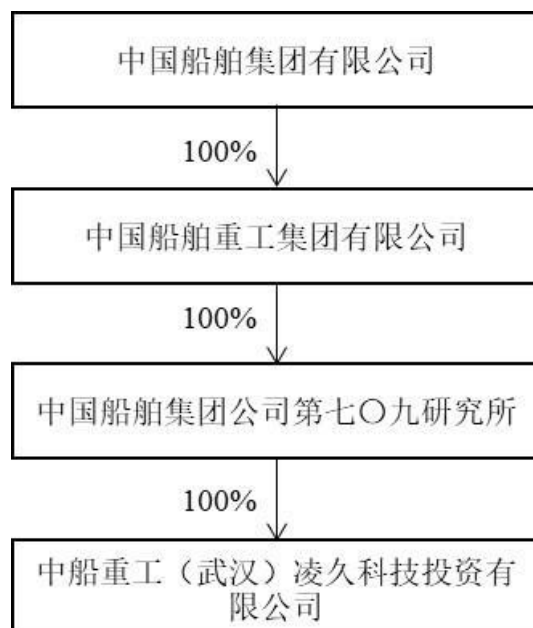 中国船舶集团有限公司
100%
中国船舶重工集团有限公司
100%
中国船舶集团公司第七〇九研究所
100%
中船重工（武汉）凌久科技投资有
限公司